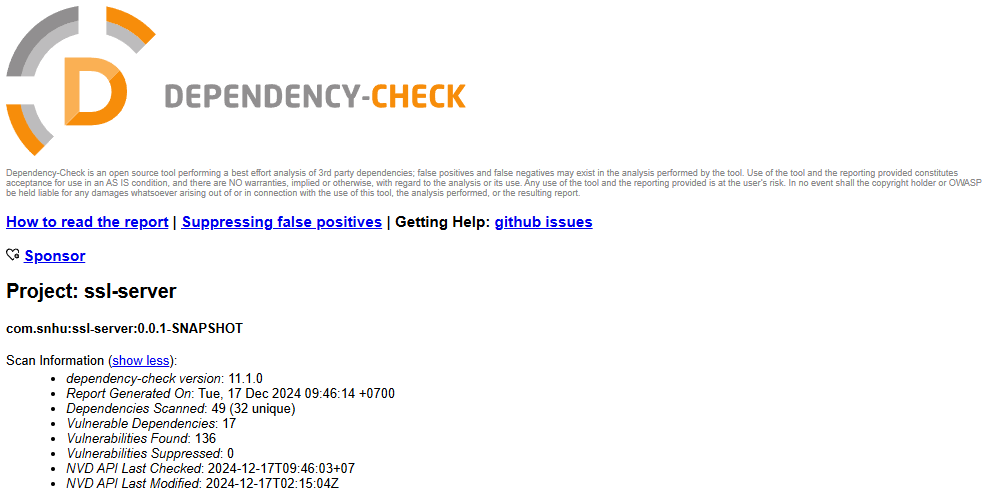 DEPENDENCY-CHECK
Dependency-Check is an open source tool performing a best effort analysis of 3rd party dependencies; false positives and false negatives may exist in the analysis performed by the tool. Use of the tool and the reporting provided constitutes
acceptance for use in an AS IS condition, and there are NO warranties, implied or otherwise, with regard to the analysis or its use. Any use of the tool and the reporting provided is at the user's risk. In no event shall the copyright holder or OWASP
be held liable for any damages whatsoever arising out of or in connection with the use of this tool, the analysis performed, or the resulting report.
How to read the report | Suppressing false positives | Getting Help: github issues
Sponsor
Project: ssl-server
com.snhu:ssl-server:0.0.1-SNAPSHOT
Scan Information (show less):
• dependency-check version: 11.1.0
• Report Generated On: Tue, 17 Dec 2024 09:46:14 +0700
• Dependencies Scanned: 49 (32 unique)
• Vulnerable Dependencies: 17
• Vulnerabilities Found: 136
• Vulnerabilities Suppressed: 0
• NVD API Last Checked: 2024-12-17T09:46:03+07
• NVD API Last Modified: 2024-12-17T02:15:04Z